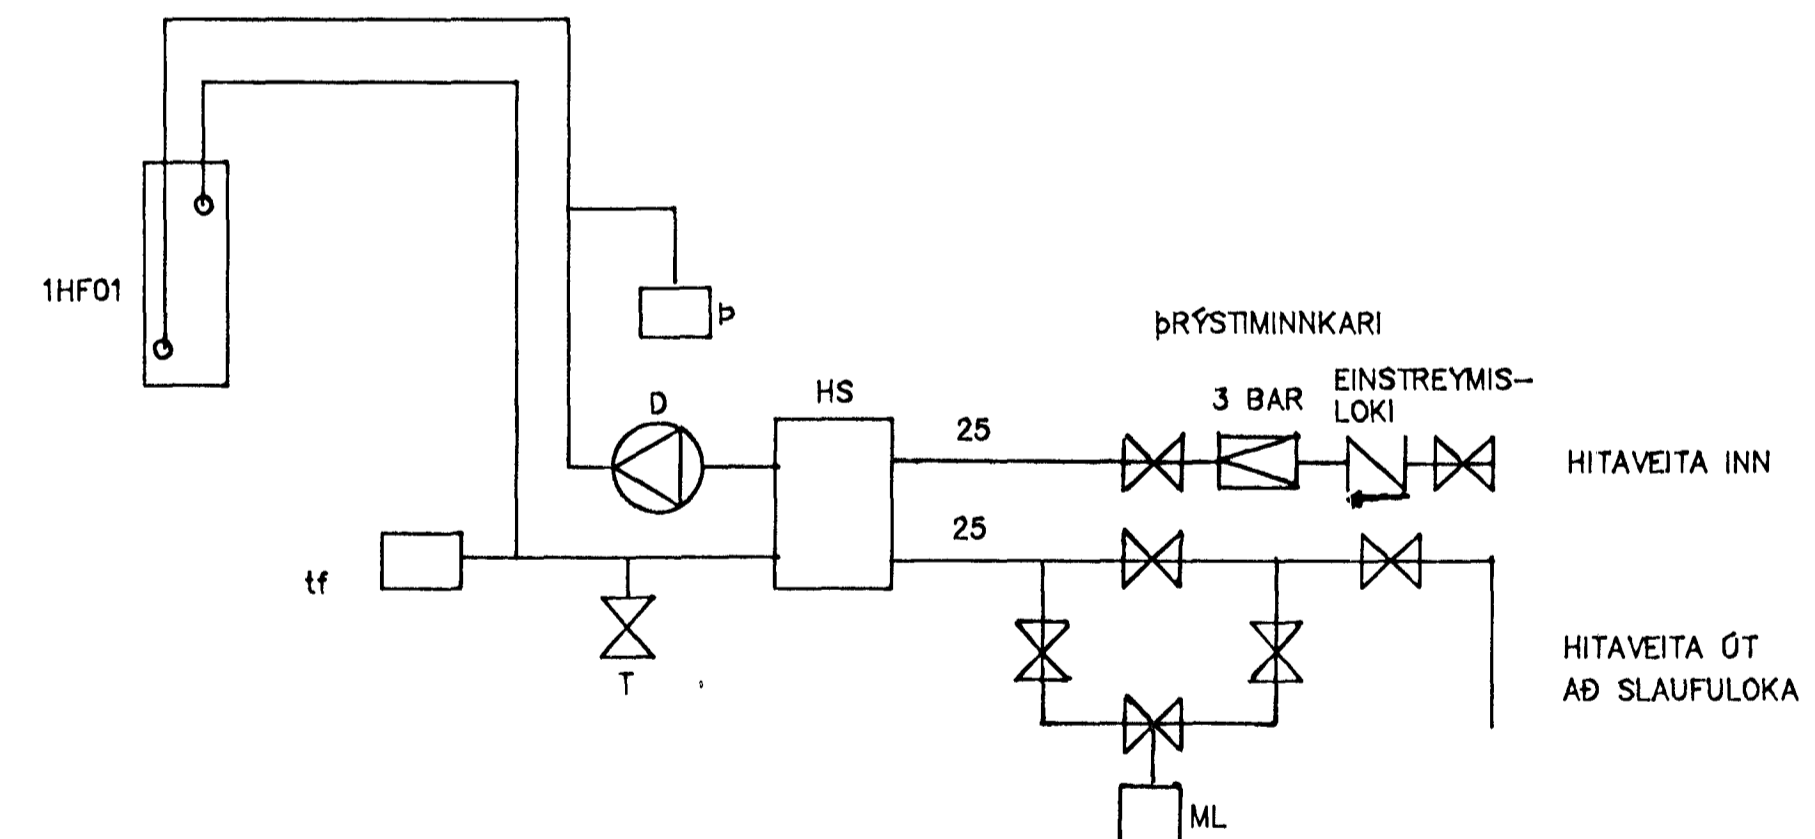 1HF01
Þ
ÞRÝSTIMINNKARI
3 BAR
EINSTREYMIS-
LOKI
HS
D
25
HITAVEITA INN
25
tf
T
HITAVEITA ÚT
AÐ SLAUFULOKA
ML